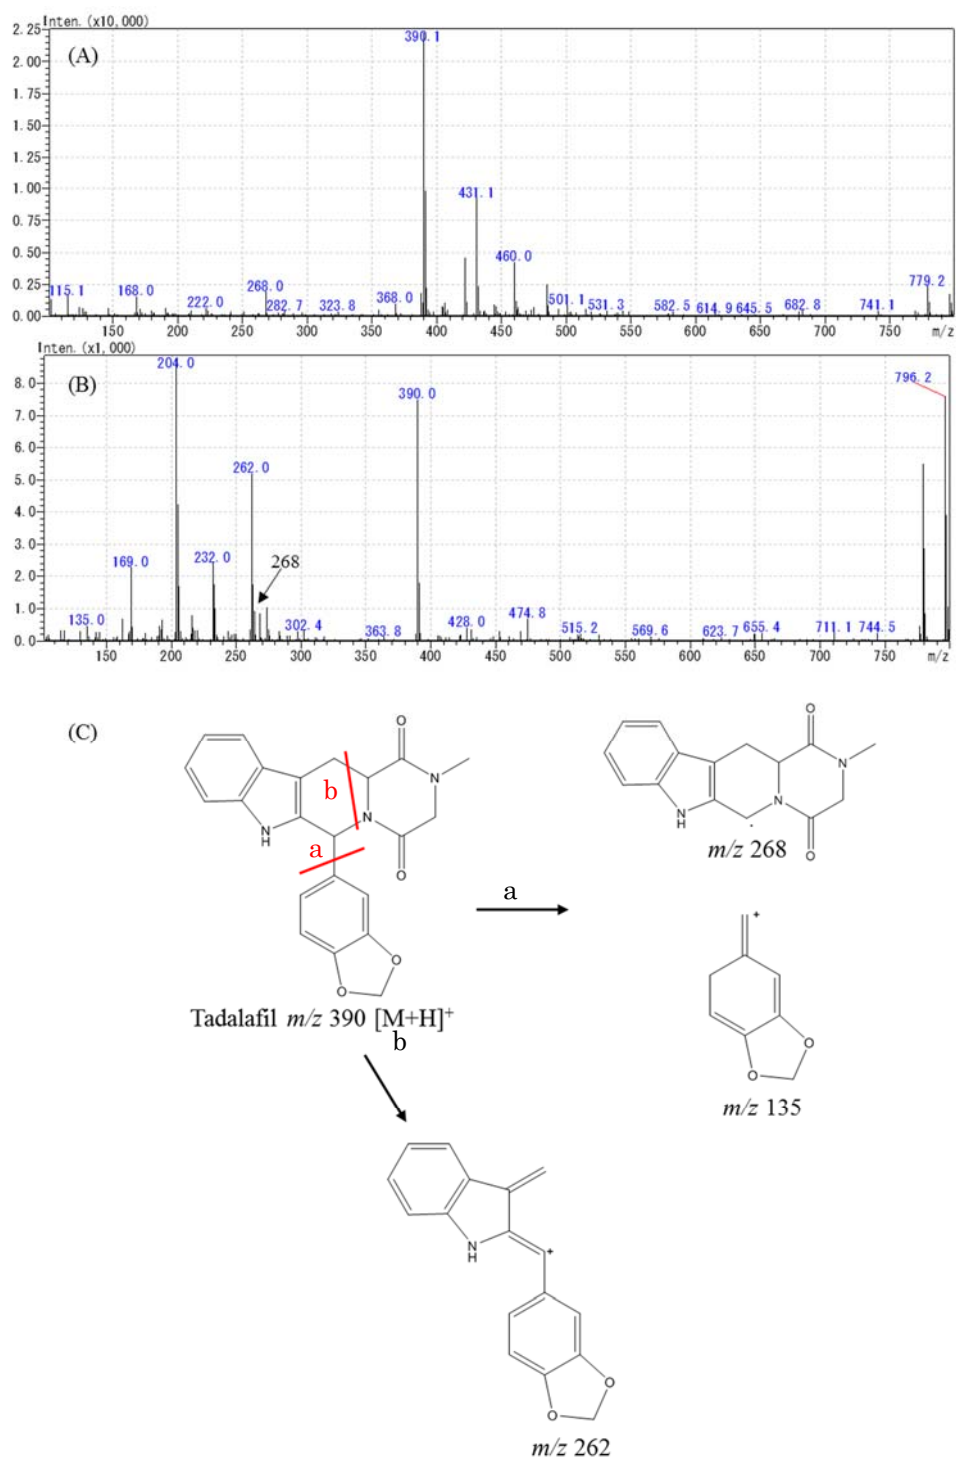 Inten. (x10,000)
(A)
2.25
2.00
1.75
1.50
1.25
1.00
0.75
0.50
0.25
0.00
390.1
431.1
460.0
115.1
168.0
222.0
268.0
282.7
323.8
368.0
501.1
531.3
582.5
614.9
645.5
682.8
741.1
779.2
150 200 250 300 350 400 450 500 550 600 650 700 750 m/z
Inten. (x1,000)
(B)
8.0
7.0
6.0
5.0
4.0
3.0
2.0
1.0
0.0
204.0
390.0
796.2
262.0
169.0
232.0
268
135.0
302.4
363.8
428.0
474.8
515.2
569.6
623.7
655.4
711.1
744.5
150 200 250 300 350 400 450 500 550 600 650 700 750 m/z
(C)
O
N
N
O
N
H
b
a
O
O
Tadalafil m/z 390 [M+H]+
a
b
O
N
N
O
N
H
.
m/z 268
+
O
O
m/z 135
N
H
+
O
O
m/z 262